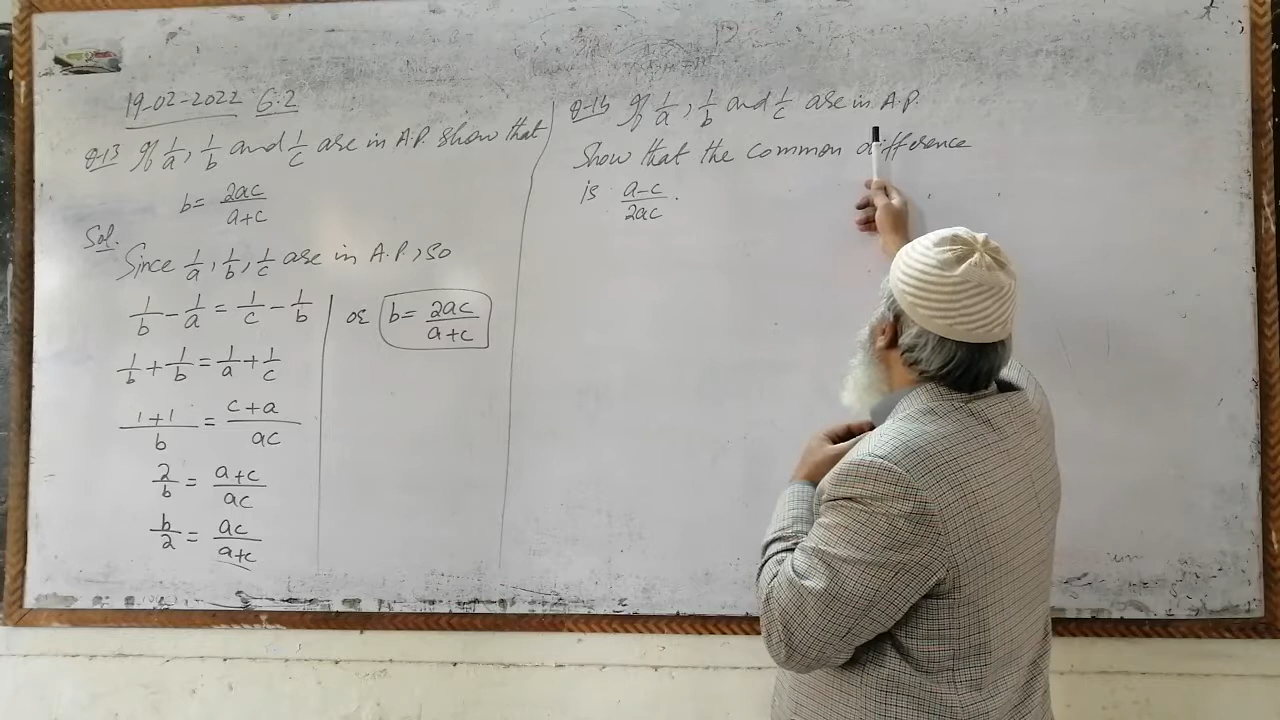 19-02-2022 6.2
Q.13 If 1/a, 1/b and 1/c are in A.P. show that
b = 2ac/a+c
Sol.
Since 1/a, 1/b, 1/c are in A.P, so
1/b - 1/a = 1/c - 1/b
1/b + 1/b = 1/a + 1/c
1+1/b = c+a/ac
2/b = a+c/ac
b/2 = ac/a+c
or b = 2ac/a+c
If 1/a, 1/b and 1/c are in A.P.
Show that the common difference
is a-c/2ac.